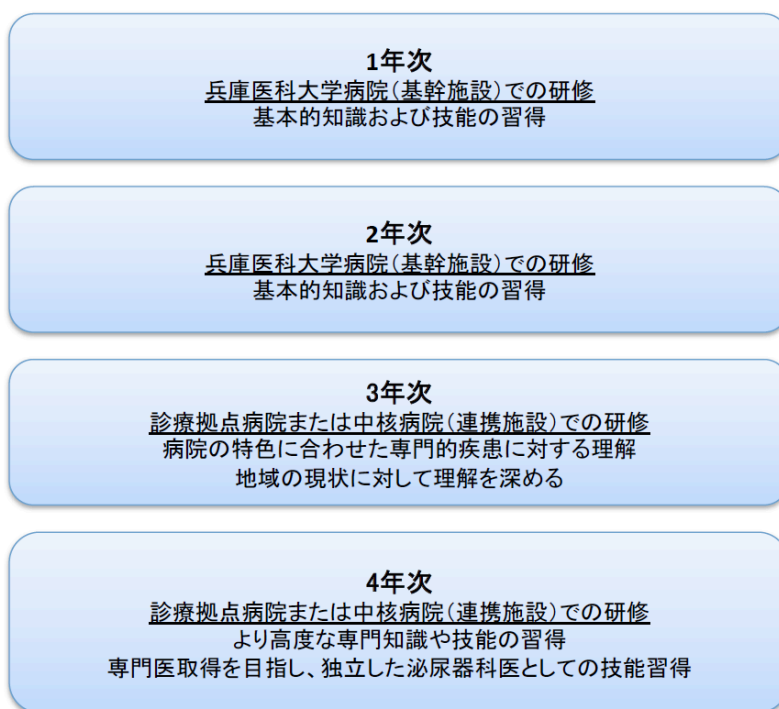 1年次
兵庫医科大学病院(基幹施設)での研修
基本的知識および技能の習得
2年次
兵庫医科大学病院(基幹施設)での研修
基本的知識および技能の習得
3年次
診療拠点病院または中核病院(連携施設)での研修
病院の特色に合わせた専門的疾患に対する理解
地域の現状に対して理解を深める
4年次
診療拠点病院または中核病院(連携施設)での研修
より高度な専門知識や技能の習得
専門医取得を目指し、独立した泌尿器科医としての技能習得